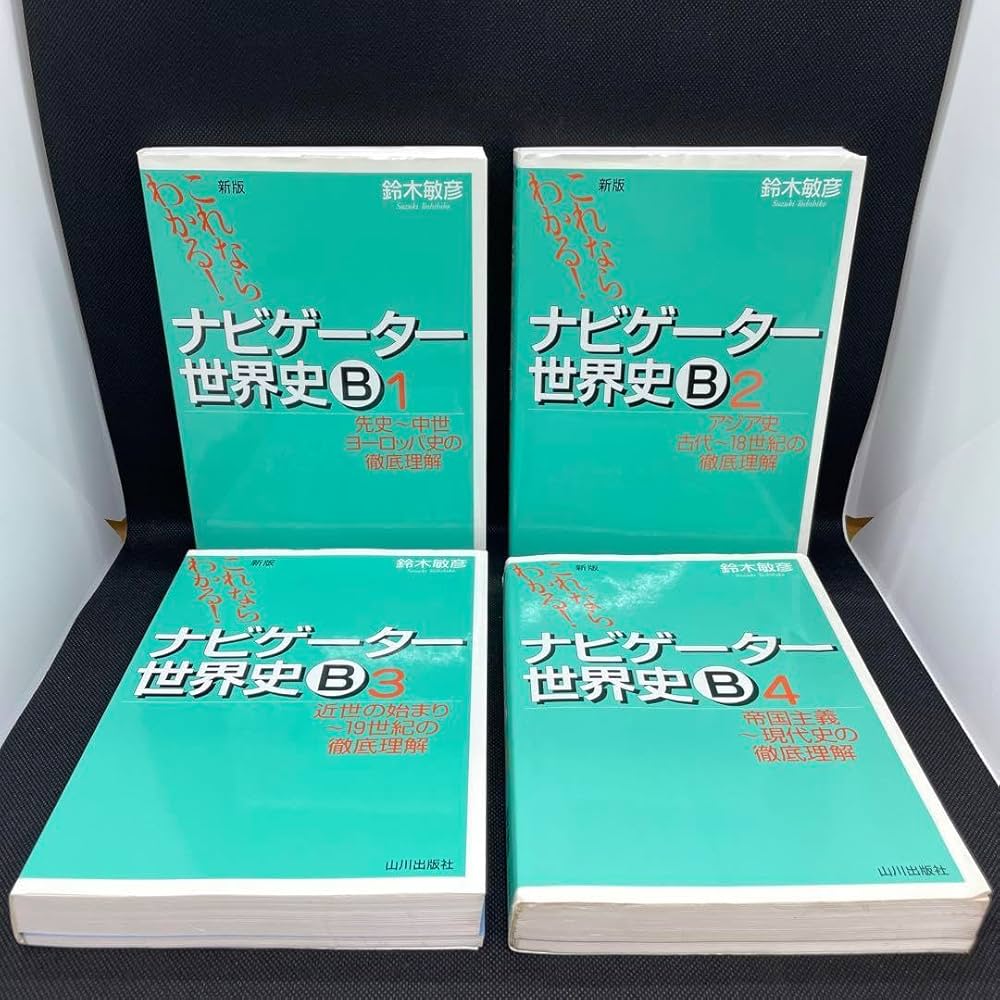 新版
鈴木敏彦
Suzuki Toshihiko
これなら
わかる!
ナビゲーター
世界史B1
先史~中世
ヨーロッパ史の
徹底理解
新版
鈴木敏彦
Suzuki Toshihiko
これなら
わかる!
ナビゲーター
世界史B2
アジア史
古代~18世紀の
徹底理解
新版
鈴木敏彦
Suzuki Toshihiko
これなら
わかる!
ナビゲーター
世界史B3
近世の始まり
~19世紀の
徹底理解
山川出版社
新版
鈴木敏彦
Suzuki Toshihiko
これなら
わかる!
ナビゲーター
世界史B4
帝国主義
~現代史の
徹底理解
山川出版社